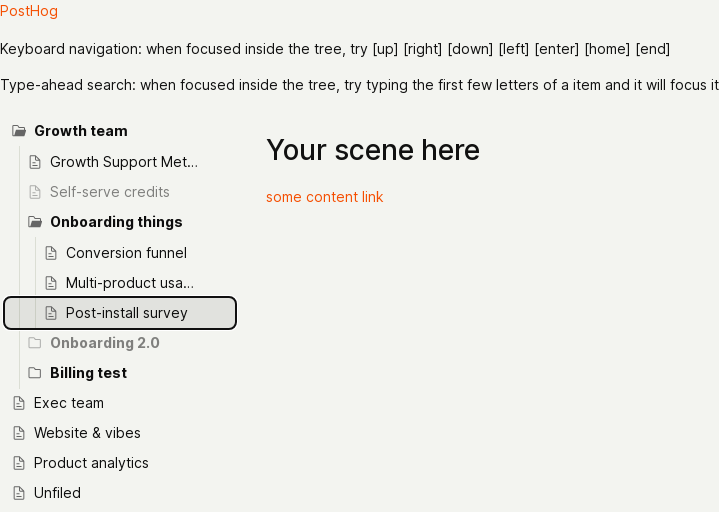 PostHog
Keyboard navigation: when focused inside the tree, try [up] [right] [down] [left] [enter] [home] [end]
Type-ahead search: when focused inside the tree, try typing the first few letters of a item and it will focus it
Growth team
Growth Support Met…
Self-serve credits
Onboarding things
Conversion funnel
Multi-product usa…
Post-install survey
Onboarding 2.0
Billing test
Exec team
Website & vibes
Product analytics
Unfiled
Your scene here
some content link